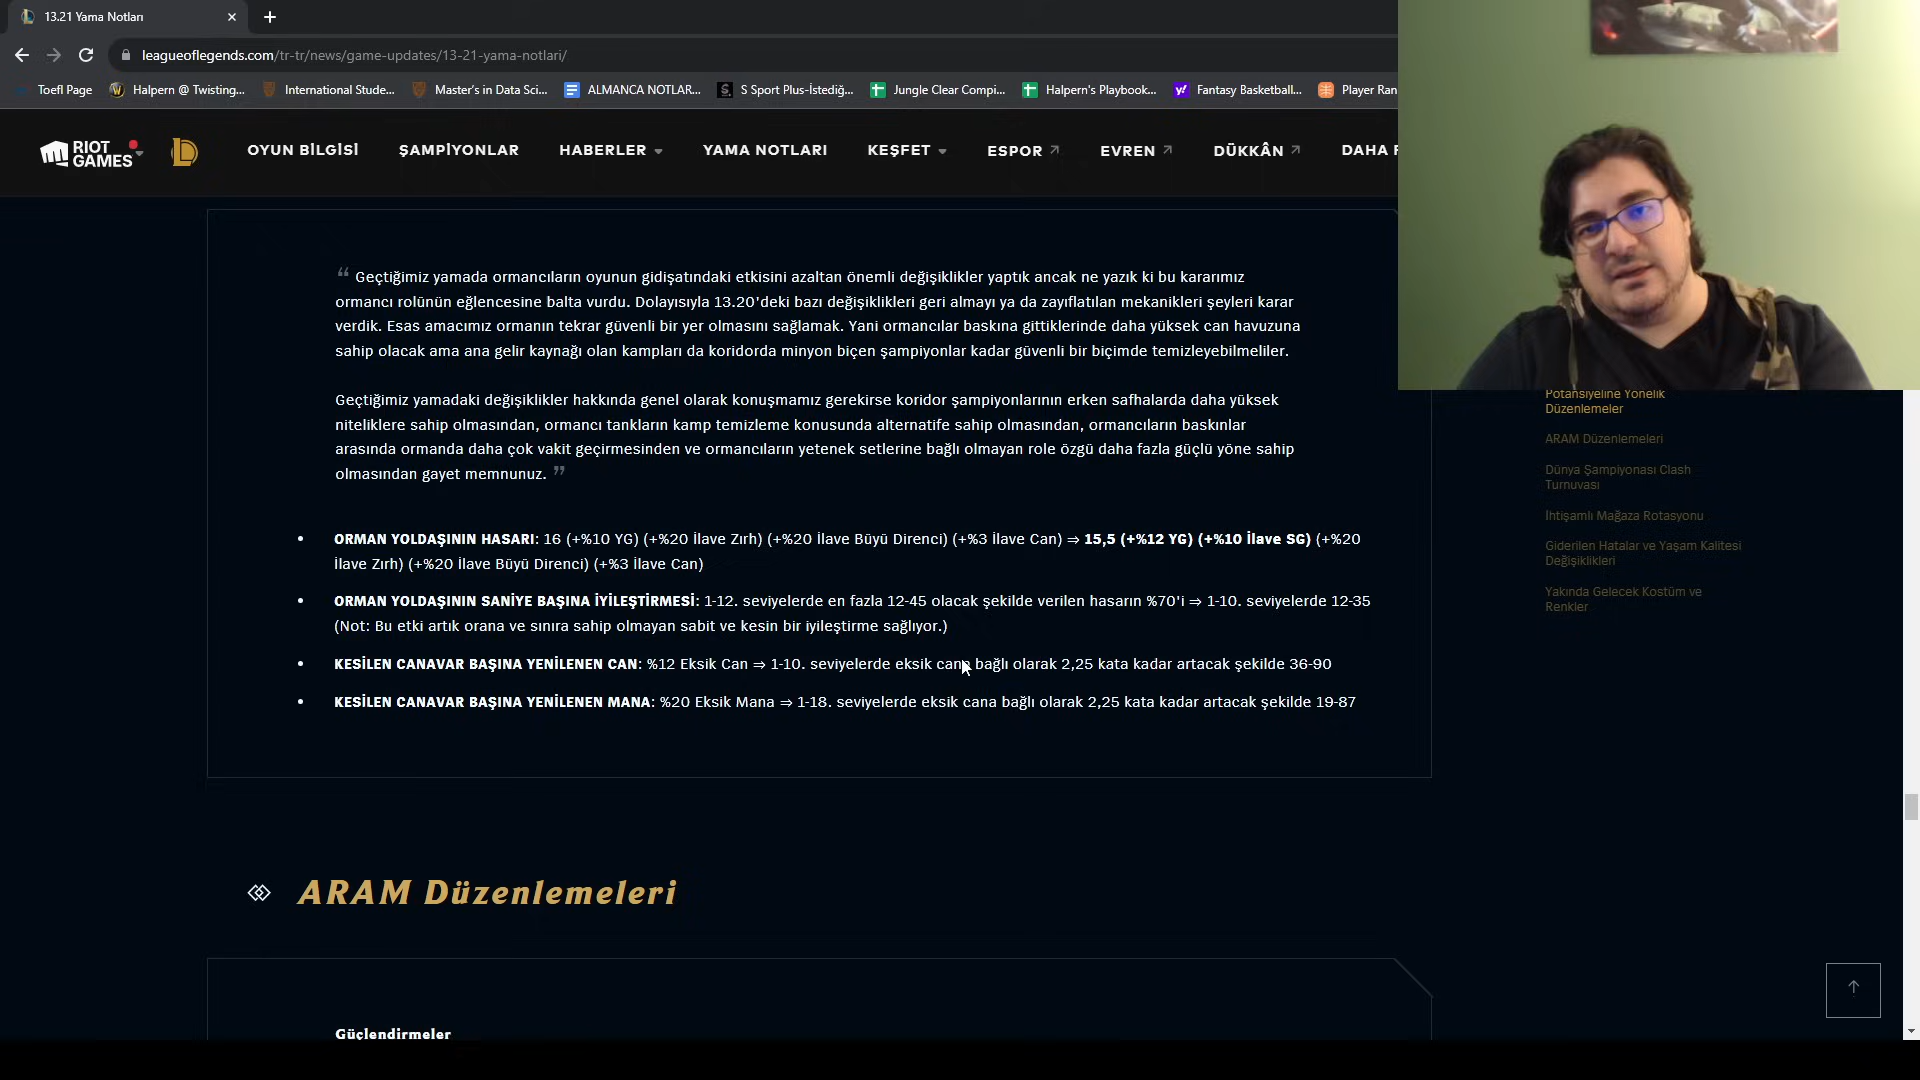 13.21 Yama Notları
leagueoflegends.com/tr-tr/news/game-updates/13-21-yama-notlari/
Toefl Page
Halpern @ Twisting...
International Stude...
Master's in Data Sci...
ALMANCA NOTLAR...
S Sport Plus-İstediğ...
Jungle Clear Compi...
Halpern's Playbook...
Fantasy Basketball...
Player Ran
RIOT GAMES
OYUN BİLGİSİ
ŞAMPİYONLAR
HABERLER
YAMA NOTLARI
KEŞFET
ESPOR
EVREN
DÜKKÂN
DAHA F
“ Geçtiğimiz yamada ormancıların oyunun gidişatındaki etkisini azaltan önemli değişiklikler yaptık ancak ne yazık ki bu kararımız
ormancı rolünün eğlencesine balta vurdu. Dolayısıyla 13.20'deki bazı değişiklikleri geri almayı ya da zayıflatılan mekanikleri şeyleri karar
verdik. Esas amacımız ormanın tekrar güvenli bir yer olmasını sağlamak. Yani ormancılar baskına gittiklerinde daha yüksek can havuzuna
sahip olacak ama ana gelir kaynağı olan kampları da koridorda minyon biçen şampiyonlar kadar güvenli bir biçimde temizleyebilmeliler.
Geçtiğimiz yamadaki değişiklikler hakkında genel olarak konuşmamız gerekirse koridor şampiyonlarının erken safhalarda daha yüksek
niteliklere sahip olmasından, ormancı tankların kamp temizleme konusunda alternatife sahip olmasından, ormancıların baskınlar
arasında ormanda daha çok vakit geçirmesinden ve ormancıların yetenek setlerine bağlı olmayan role özgü daha fazla güçlü yöne sahip
olmasından gayet memnunuz. ”
• ORMAN YOLDAŞININ HASARI: 16 (+%10 YG) (+%20 İlave Zırh) (+%20 İlave Büyü Direnci) (+%3 İlave Can) ⇒ 15,5 (+%12 YG) (+%10 İlave SG) (+%20
İlave Zırh) (+%20 İlave Büyü Direnci) (+%3 İlave Can)
• ORMAN YOLDAŞININ SANİYE BAŞINA İYİLEŞTİRMESİ: 1-12. seviyelerde en fazla 12-45 olacak şekilde verilen hasarın %70'i ⇒ 1-10. seviyelerde 12-35
(Not: Bu etki artık orana ve sınıra sahip olmayan sabit ve kesin bir iyileştirme sağlıyor.)
• KESİLEN CANAVAR BAŞINA YENİLENEN CAN: %12 Eksik Can ⇒ 1-10. seviyelerde eksik cana bağlı olarak 2,25 kata kadar artacak şekilde 36-90
• KESİLEN CANAVAR BAŞINA YENİLENEN MANA: %20 Eksik Mana ⇒ 1-18. seviyelerde eksik cana bağlı olarak 2,25 kata kadar artacak şekilde 19-87
ARAM Düzenlemeleri
Güçlendirmeler
Potansiyeline Yönelik
Düzenlemeler
ARAM Düzenlemeleri
Dünya Şampiyonası Clash
Turnuvası
İhtişamlı Mağaza Rotasyonu
Giderilen Hatalar ve Yaşam Kalitesi
Değişiklikleri
Yakında Gelecek Kostüm ve
Renkler